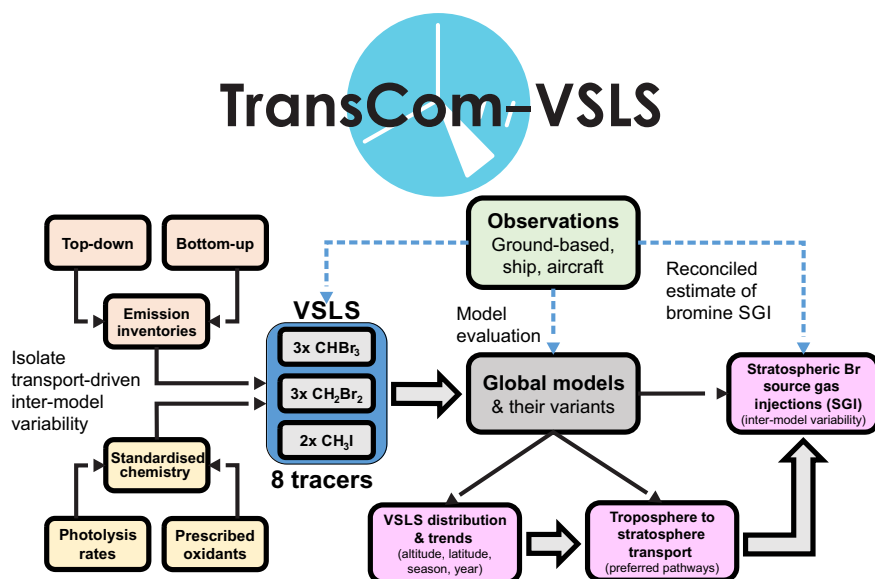 TransCom–VSLS
Top-down
Bottom-up
Emission
inventories
Isolate
transport-driven
inter-model
variability
Standardised
chemistry
Photolysis
rates
Prescribed
oxidants
VSLS
3x CHBr₃
3x CH₂Br₂
2x CH₃I
8 tracers
Observations
Ground-based,
ship, aircraft
Model
evaluation
Reconciled
estimate of
bromine SGI
Global models
& their variants
Stratospheric Br
source gas
injections (SGI)
(inter-model variability)
VSLS distribution
& trends
(altitude, latitude,
season, year)
Troposphere to
stratosphere
transport
(preferred pathways)